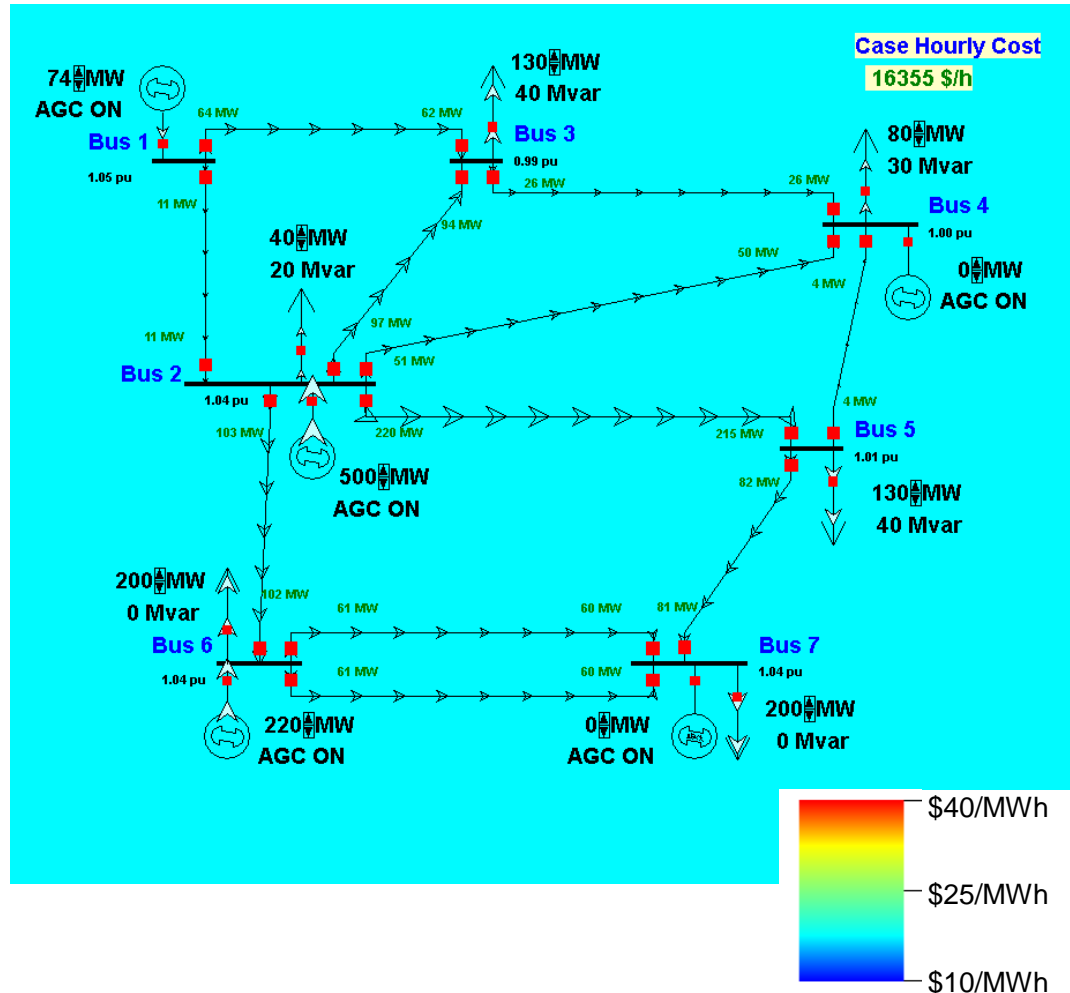 Case Hourly Cost
16355 $/h
74 MW
AGC ON
Bus 1
1.05 pu
64 MW
62 MW
11 MW
130 MW
40 Mvar
Bus 3
0.99 pu
26 MW
26 MW
80 MW
30 Mvar
Bus 4
1.00 pu
0 MW
AGC ON
94 MW
40 MW
20 Mvar
50 MW
4 MW
97 MW
11 MW
51 MW
Bus 2
1.04 pu
103 MW
220 MW
215 MW
4 MW
Bus 5
1.01 pu
500 MW
AGC ON
82 MW
130 MW
40 Mvar
200 MW
0 Mvar
102 MW
61 MW
60 MW
81 MW
Bus 6
1.04 pu
61 MW
60 MW
Bus 7
1.04 pu
220 MW
AGC ON
0 MW
AGC ON
200 MW
0 Mvar
$40/MWh
$25/MWh
$10/MWh